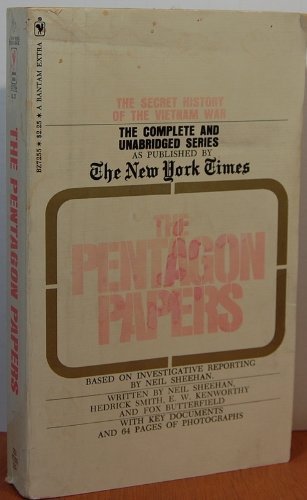 THE SECRET HISTORY
OF THE VIETNAM WAR
THE COMPLETE AND
UNABRIDGED SERIES
AS PUBLISHED BY
The New York Times
THE
PENTAGON
PAPERS
BASED ON INVESTIGATIVE REPORTING
BY NEIL SHEEHAN.
WRITTEN BY NEIL SHEEHAN,
HEDRICK SMITH, E. W. KENWORTHY
AND FOX BUTTERFIELD
WITH KEY DOCUMENTS
AND 64 PAGES OF PHOTOGRAPHS
THE PENTAGON PAPERS
$2.25 • A BANTAM EXTRA